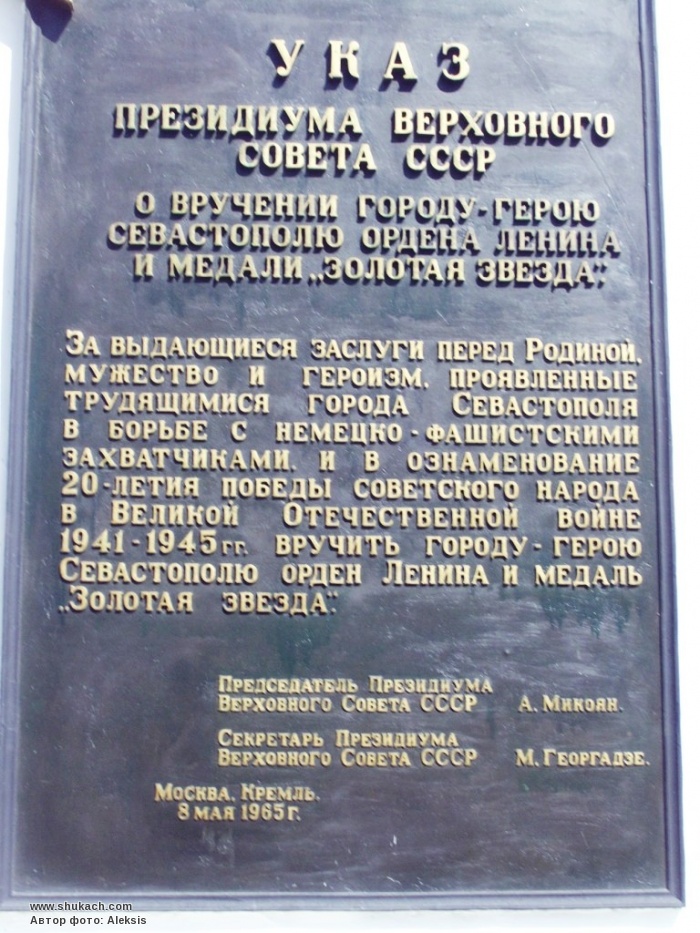 УКАЗ
ПРЕЗИДИУМА ВЕРХОВНОГО
СОВЕТА СССР
О ВРУЧЕНИИ ГОРОДУ-ГЕРОЮ
СЕВАСТОПОЛЮ ОРДЕНА ЛЕНИНА
И МЕДАЛИ „ЗОЛОТАЯ ЗВЕЗДА".
ЗА ВЫДАЮЩИЕСЯ ЗАСЛУГИ ПЕРЕД РОДИНОЙ,
МУЖЕСТВО И ГЕРОИЗМ, ПРОЯВЛЕННЫЕ
ТРУДЯЩИМИСЯ ГОРОДА СЕВАСТОПОЛЯ
В БОРЬБЕ С НЕМЕЦКО-ФАШИСТСКИМИ
ЗАХВАТЧИКАМИ, И В ОЗНАМЕНОВАНИЕ
20-ЛЕТИЯ ПОБЕДЫ СОВЕТСКОГО НАРОДА
В ВЕЛИКОЙ ОТЕЧЕСТВЕННОЙ ВОЙНЕ
1941-1945 ГГ. ВРУЧИТЬ ГОРОДУ-ГЕРОЮ
СЕВАСТОПОЛЮ ОРДЕН ЛЕНИНА И МЕДАЛЬ
„ЗОЛОТАЯ ЗВЕЗДА".
ПРЕДСЕДАТЕЛЬ ПРЕЗИДИУМА
ВЕРХОВНОГО СОВЕТА СССР А. МИКОЯН.
СЕКРЕТАРЬ ПРЕЗИДИУМА
ВЕРХОВНОГО СОВЕТА СССР М. ГЕОРГАДЗЕ.
МОСКВА, КРЕМЛЬ.
8 МАЯ 1965 Г.
www.shukach.com
Автор фото: Aleksis